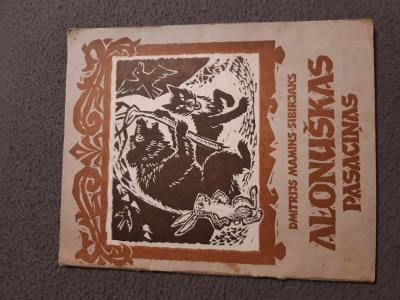 DMITRIJS MAMINS-SIBIRJAKS
AĻONUŠKAS
PASACIŅAS